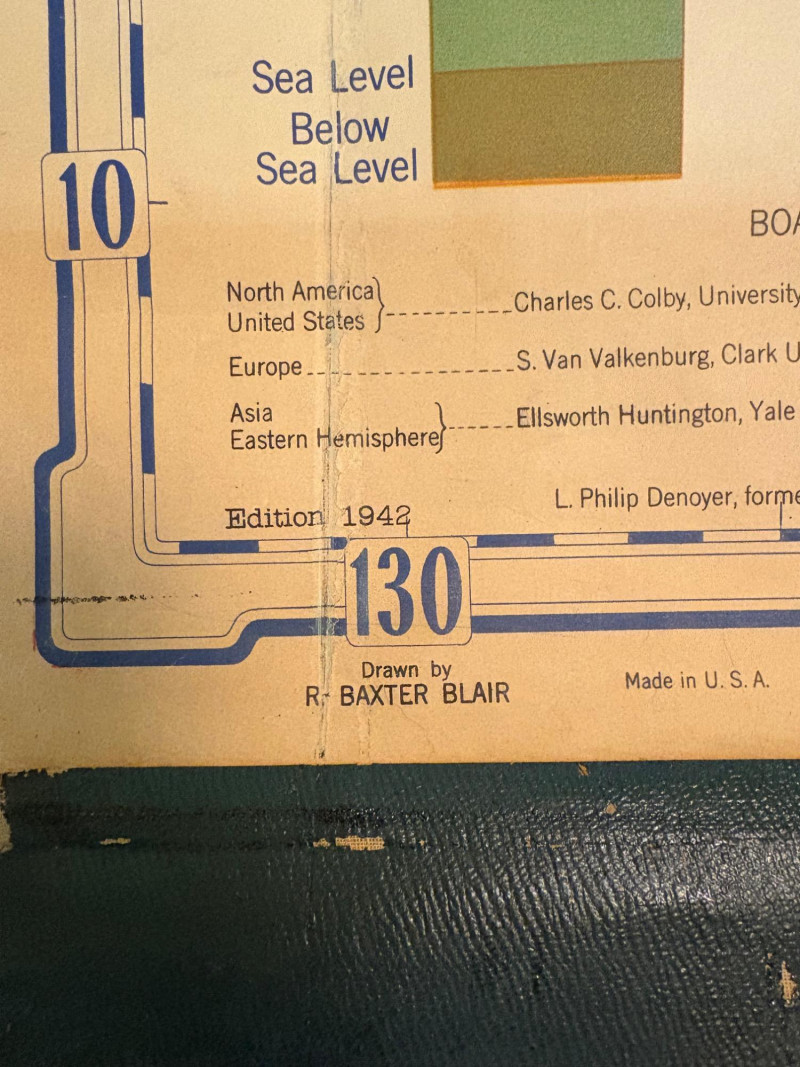 Sea Level
Below
Sea Level
10
BOA
North America
United States } ---------- Charles C. Colby, University
Europe ---------------- S. Van Valkenburg, Clark U
Asia
Eastern Hemisphere } ------ Ellsworth Huntington, Yale
L. Philip Denoyer, forme
Edition 1942
130
Drawn by
R. BAXTER BLAIR
Made in U. S. A.